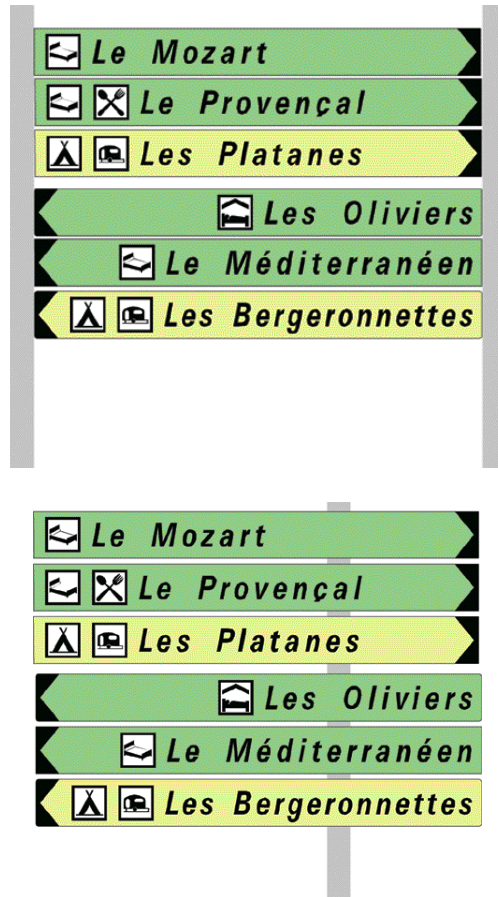 Le Mozart
Le Provençal
Les Platanes
Les Oliviers
Le Méditerranéen
Les Bergeronnettes
Le Mozart
Le Provençal
Les Platanes
Les Oliviers
Le Méditerranéen
Les Bergeronnettes